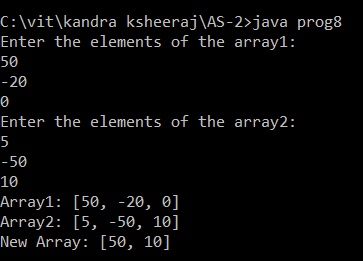 C:\vit\kandra ksheeraj\AS-2>java prog8
Enter the elements of the array1:
50
-20
0
Enter the elements of the array2:
5
-50
10
Array1: [50, -20, 0]
Array2: [5, -50, 10]
New Array: [50, 10]